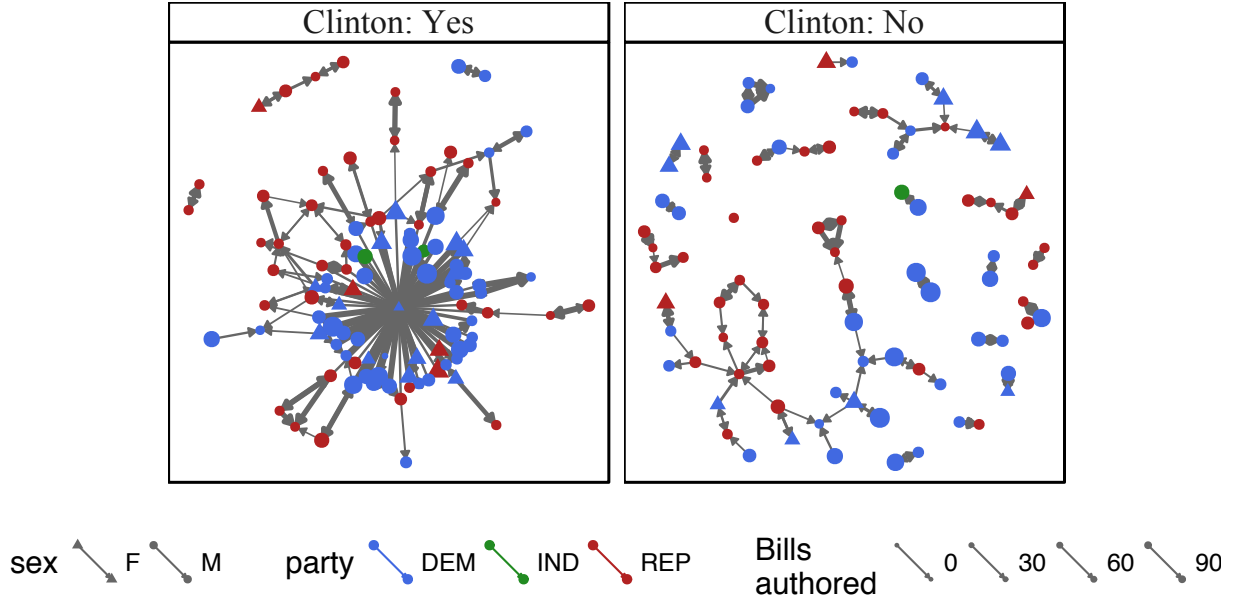 Clinton: Yes
Clinton: No
sex F M party DEM IND REP Bills authored 0 30 60 90